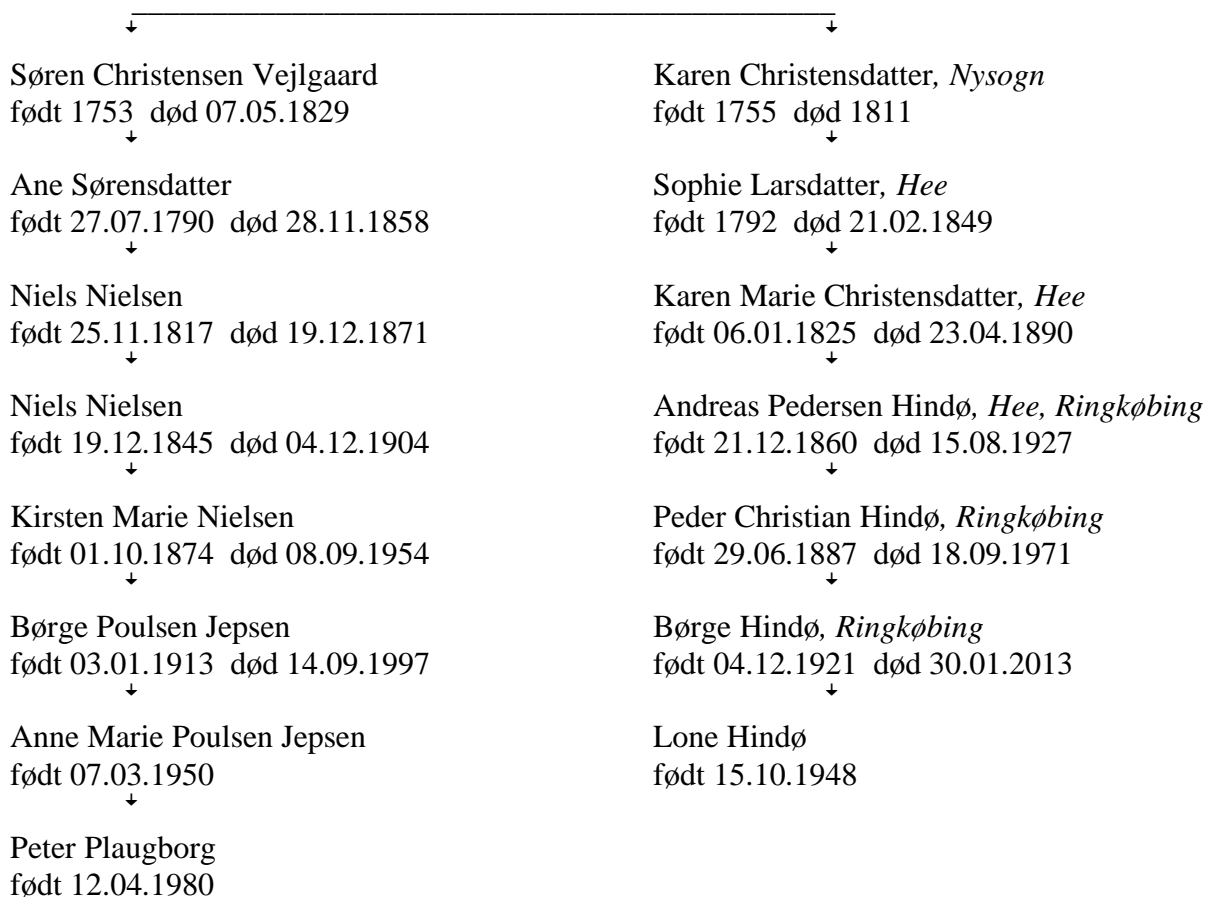 Søren Christensen Vejlgaard
født 1753 død 07.05.1829
Ane Sørensdatter
født 27.07.1790 død 28.11.1858
Niels Nielsen
født 25.11.1817 død 19.12.1871
Niels Nielsen
født 19.12.1845 død 04.12.1904
Kirsten Marie Nielsen
født 01.10.1874 død 08.09.1954
Børge Poulsen Jepsen
født 03.01.1913 død 14.09.1997
Anne Marie Poulsen Jepsen
født 07.03.1950
Peter Plaugborg
født 12.04.1980
Karen Christensdatter, Nysogn
født 1755 død 1811
Sophie Larsdatter, Hee
født 1792 død 21.02.1849
Karen Marie Christensdatter, Hee
født 06.01.1825 død 23.04.1890
Andreas Pedersen Hindø, Hee, Ringkøbing
født 21.12.1860 død 15.08.1927
Peder Christian Hindø, Ringkøbing
født 29.06.1887 død 18.09.1971
Børge Hindø, Ringkøbing
født 04.12.1921 død 30.01.2013
Lone Hindø
født 15.10.1948